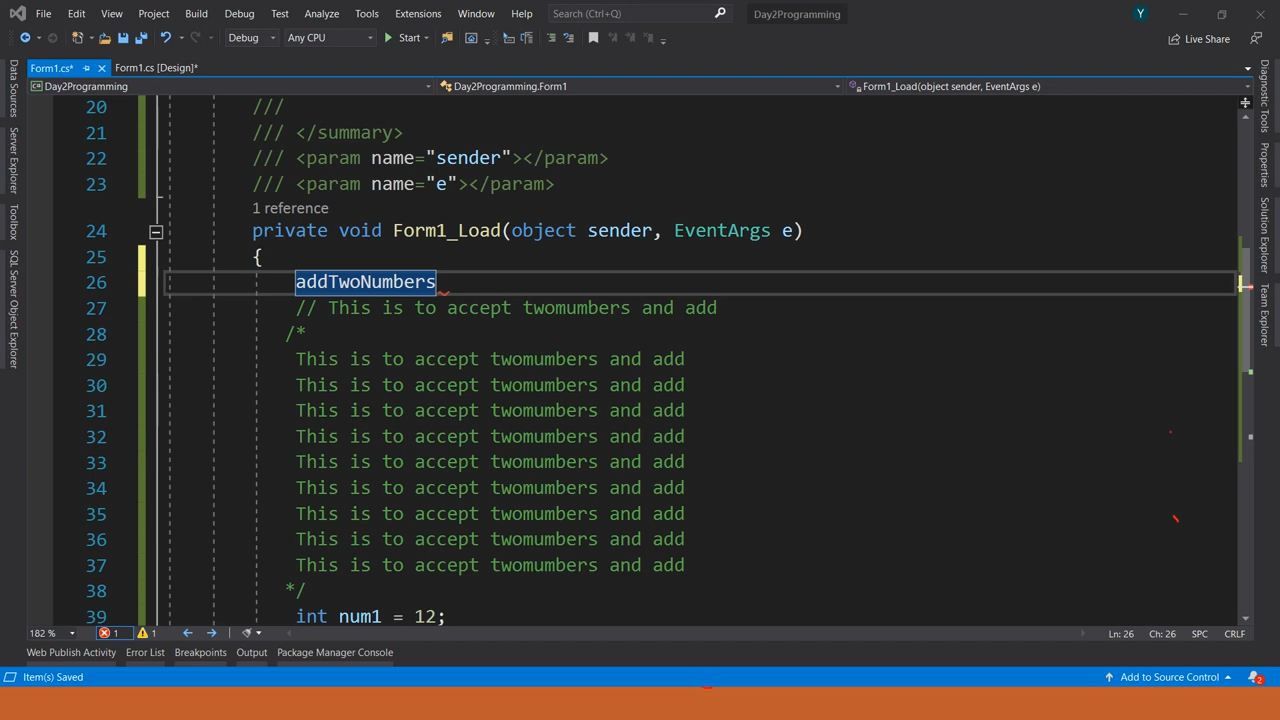 File Edit View Project Build Debug Test Analyze Tools Extensions Window Help Search (Ctrl+Q) Day2Programming Y
Debug Any CPU Start Live Share
Form1.cs* Form1.cs [Design]*
Day2Programming Day2Programming.Form1 Form1_Load(object sender, EventArgs e)
Data Sources
Server Explorer
Toolbox
SQL Server Object Explorer
20 ///
21 /// </summary>
22 /// <param name="sender"></param>
23 /// <param name="e"></param>
1 reference
24 private void Form1_Load(object sender, EventArgs e)
25 {
26 addTwoNumbers
27 // This is to accept twomumbers and add
28 /*
29 This is to accept twomumbers and add
30 This is to accept twomumbers and add
31 This is to accept twomumbers and add
32 This is to accept twomumbers and add
33 This is to accept twomumbers and add
34 This is to accept twomumbers and add
35 This is to accept twomumbers and add
36 This is to accept twomumbers and add
37 This is to accept twomumbers and add
38 */
39 int num1 = 12;
Diagnostic Tools
Properties
Solution Explorer
Team Explorer
182 % 1 1 Ln: 26 Ch: 26 SPC CRLF
Web Publish Activity Error List Breakpoints Output Package Manager Console
Item(s) Saved Add to Source Control 2